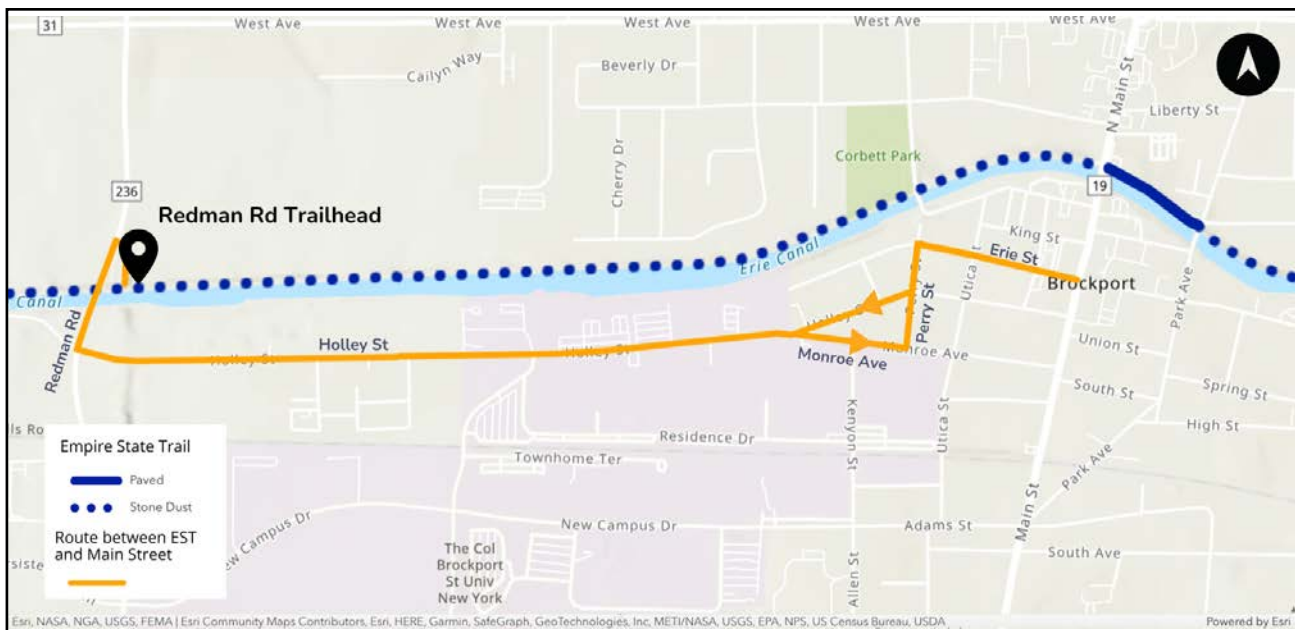 31
West Ave
West Ave
West Ave
West Ave
West Ave
Cailyn Way
Beverly Dr
N Main St
Liberty St
Cherry Dr
Corbett Park
236
19
Redman Rd Trailhead
King St
Erie St
Erie Canal
Utica St
Brockport
Canal
Perry St
Park Ave
Redman Rd
Holley St
Holley St
Holley St
Holley St
Monroe Ave
Monroe Ave
Union St
South St
Spring St
High St
Kenyon St
Utica St
Residence Dr
Townhome Ter
Park Ave
Main St
New Campus Dr
New Campus Dr
Adams St
South Ave
Allen St
The Col
Brockport
St Univ
New York
Empire State Trail
Paved
Stone Dust
Route between EST
and Main Street
Esri, NASA, NGA, USGS, FEMA | Esri Community Maps Contributors, Esri, HERE, Garmin, SafeGraph, GeoTechnologies, Inc, METI/NASA, USGS, EPA, NPS, US Census Bureau, USDA
Powered by Esri